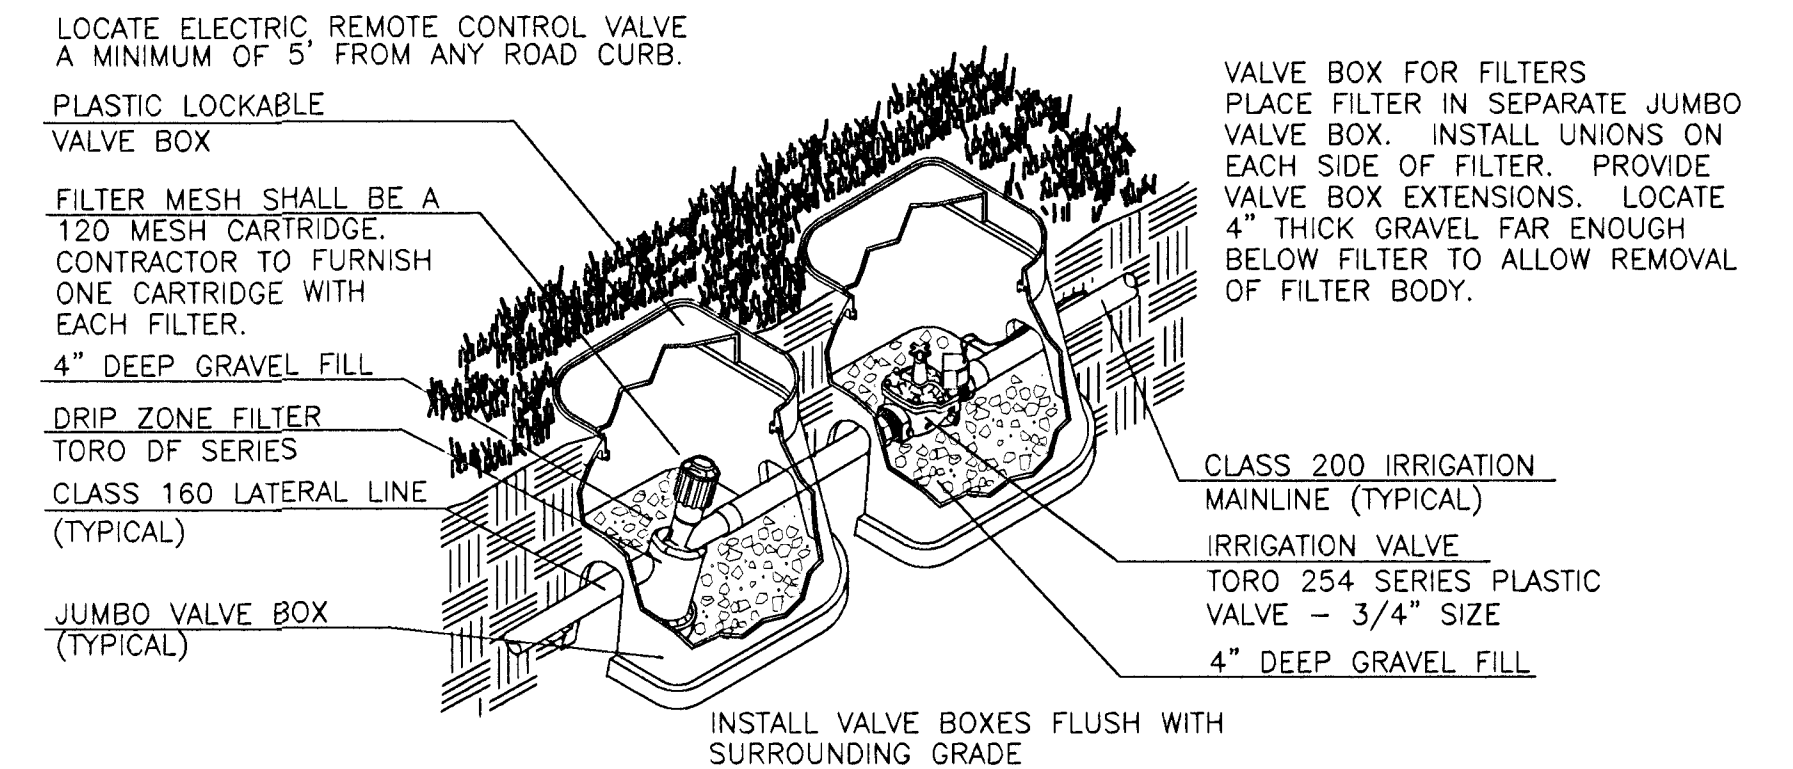 LOCATE ELECTRIC REMOTE CONTROL VALVE
A MINIMUM OF 5' FROM ANY ROAD CURB.
PLASTIC LOCKABLE
VALVE BOX
FILTER MESH SHALL BE A
120 MESH CARTRIDGE.
CONTRACTOR TO FURNISH
ONE CARTRIDGE WITH
EACH FILTER.
4" DEEP GRAVEL FILL
DRIP ZONE FILTER
TORO DF SERIES
CLASS 160 LATERAL LINE
(TYPICAL)
JUMBO VALVE BOX
(TYPICAL)
VALVE BOX FOR FILTERS
PLACE FILTER IN SEPARATE JUMBO
VALVE BOX. INSTALL UNIONS ON
EACH SIDE OF FILTER. PROVIDE
VALVE BOX EXTENSIONS. LOCATE
4" THICK GRAVEL FAR ENOUGH
BELOW FILTER TO ALLOW REMOVAL
OF FILTER BODY.
CLASS 200 IRRIGATION
MAINLINE (TYPICAL)
IRRIGATION VALVE
TORO 254 SERIES PLASTIC
VALVE – 3/4" SIZE
4" DEEP GRAVEL FILL
INSTALL VALVE BOXES FLUSH WITH
SURROUNDING GRADE